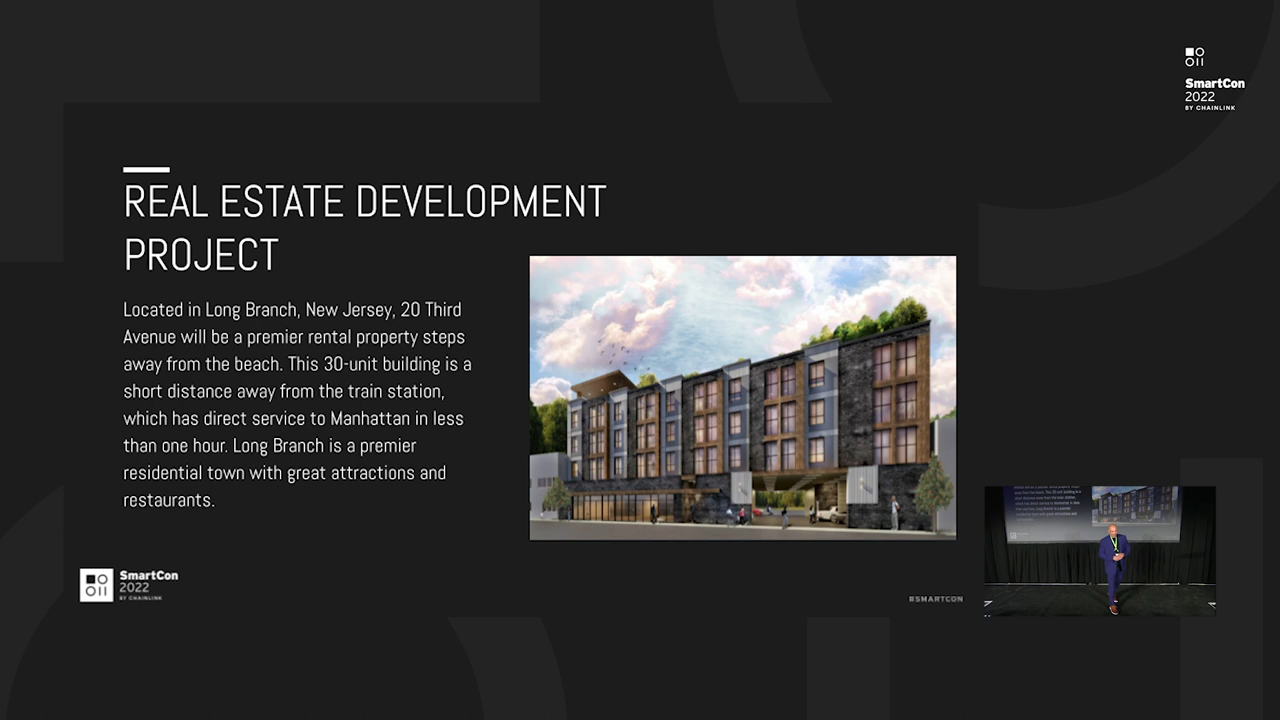 SmartCon
2022
BY CHAINLINK
REAL ESTATE DEVELOPMENT
PROJECT
Located in Long Branch, New Jersey, 20 Third
Avenue will be a premier rental property steps
away from the beach. This 30-unit building is a
short distance away from the train station,
which has direct service to Manhattan in less
than one hour. Long Branch is a premier
residential town with great attractions and
restaurants.
SmartCon
2022
BY CHAINLINK
#SMARTCON